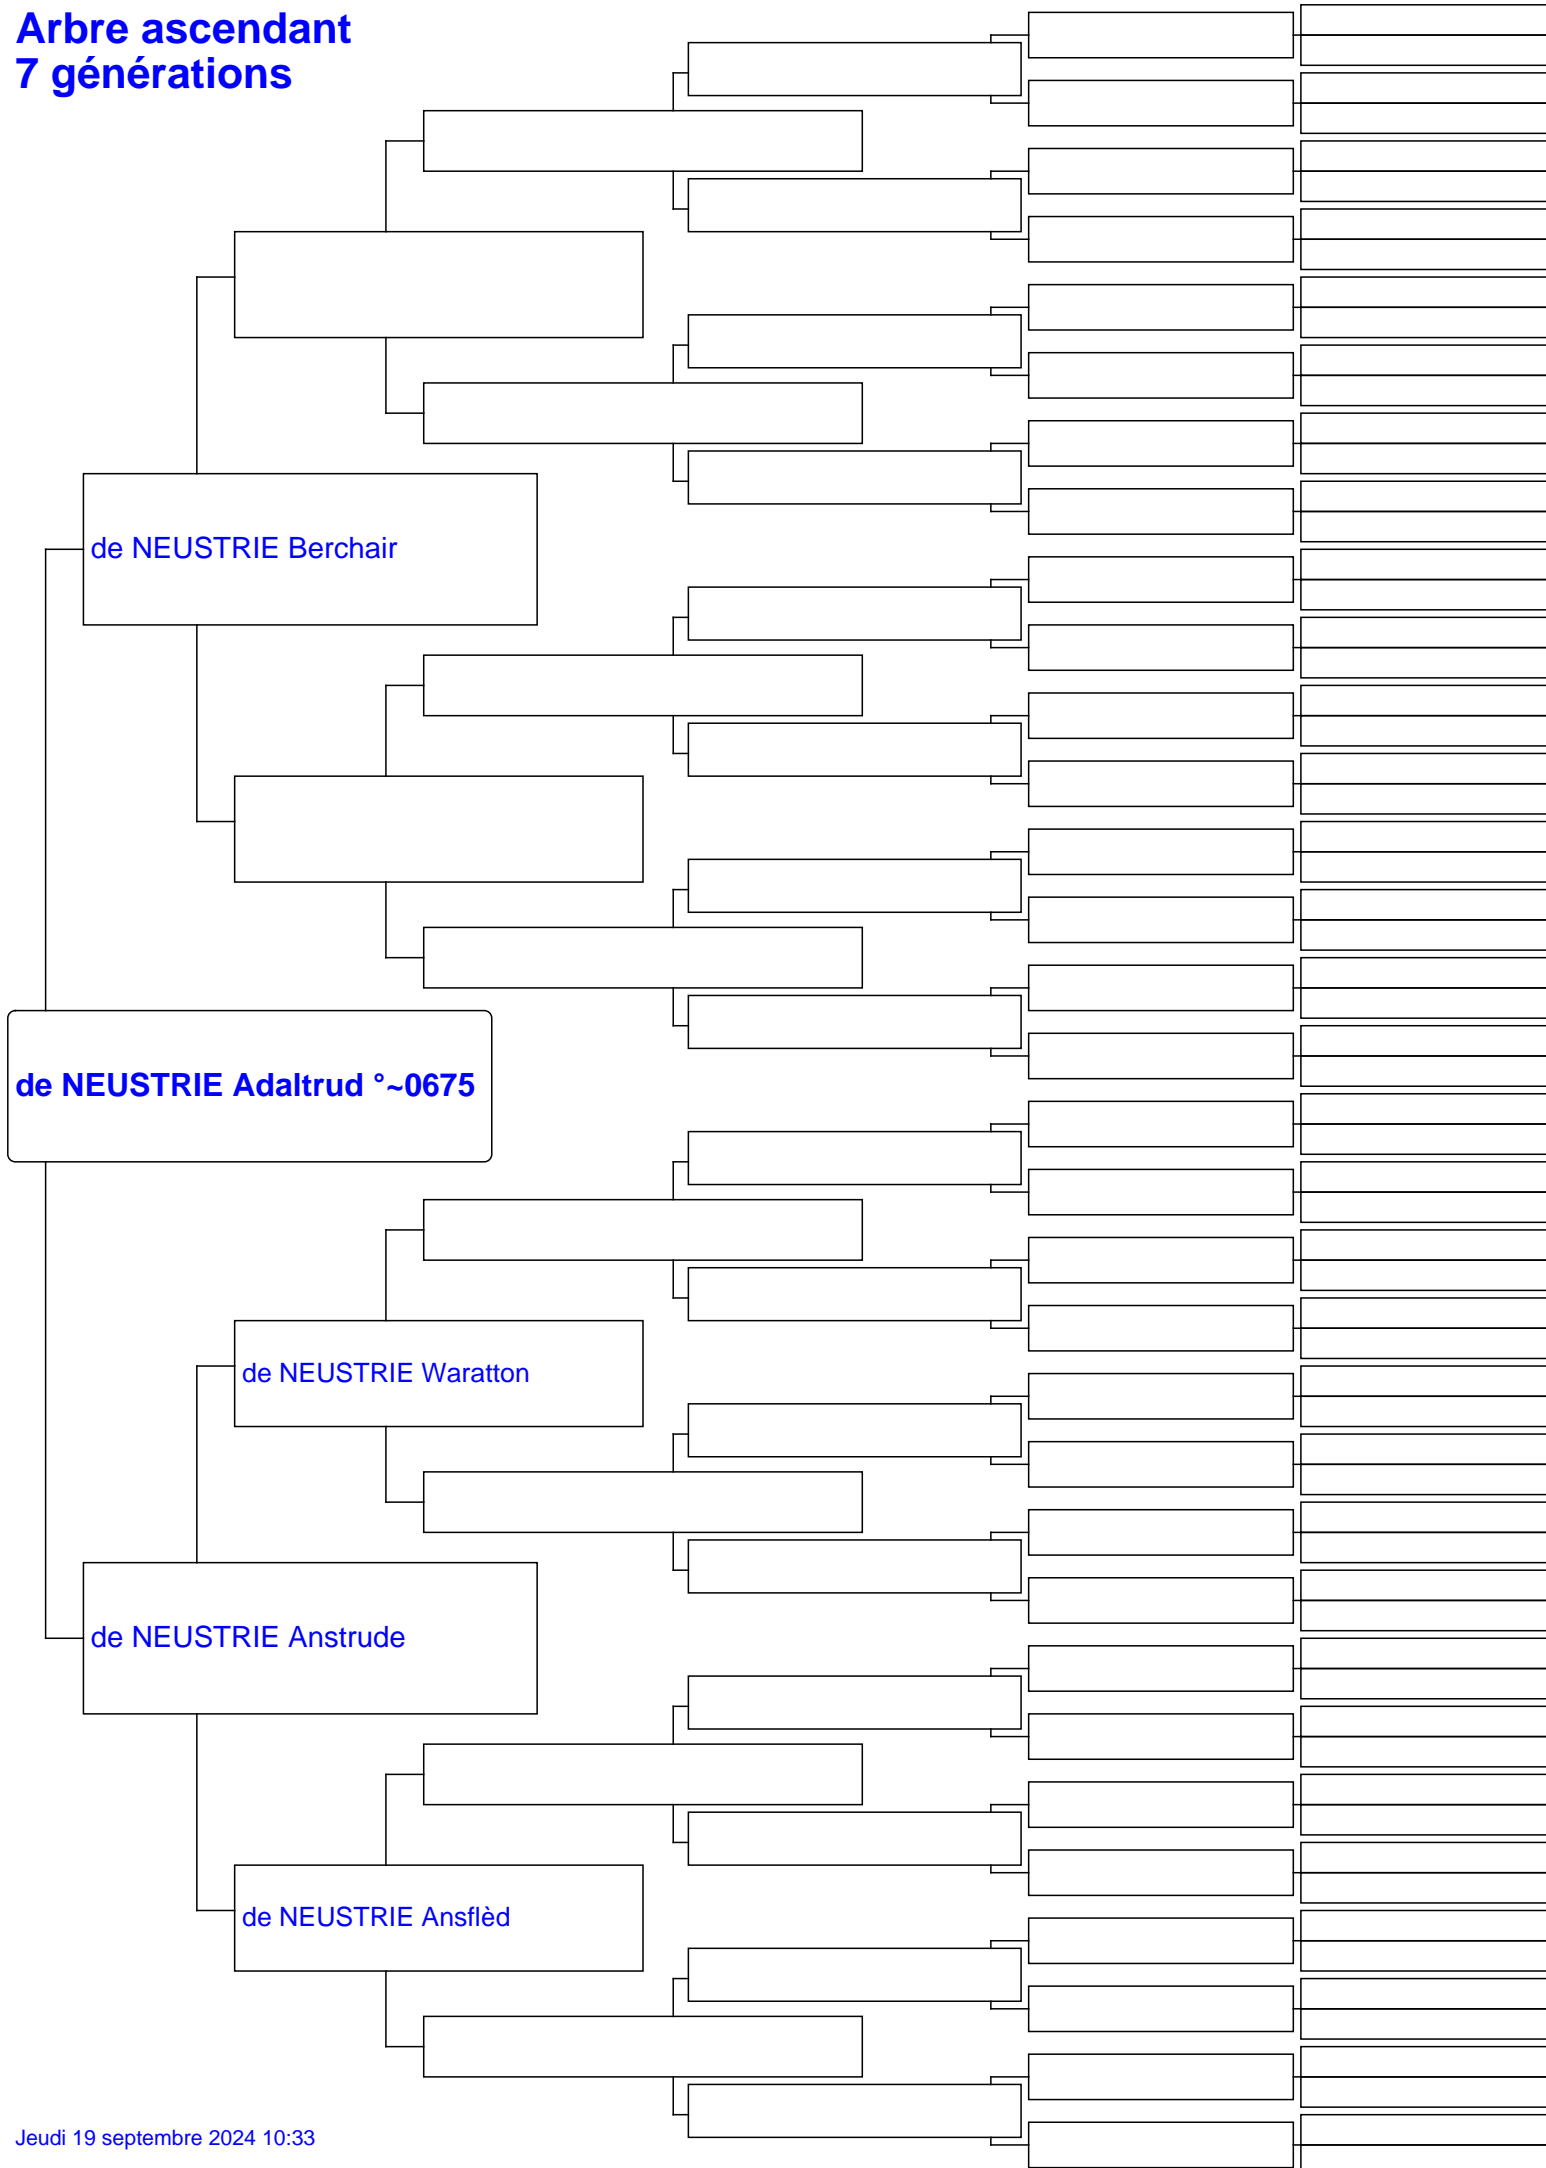 Arbre ascendant
7 générations
de NEUSTRIE Berchair
de NEUSTRIE Adaltrud °~0675
de NEUSTRIE Waratton
de NEUSTRIE Anstrude
de NEUSTRIE Ansflèd
Jeudi 19 septembre 2024 10:33